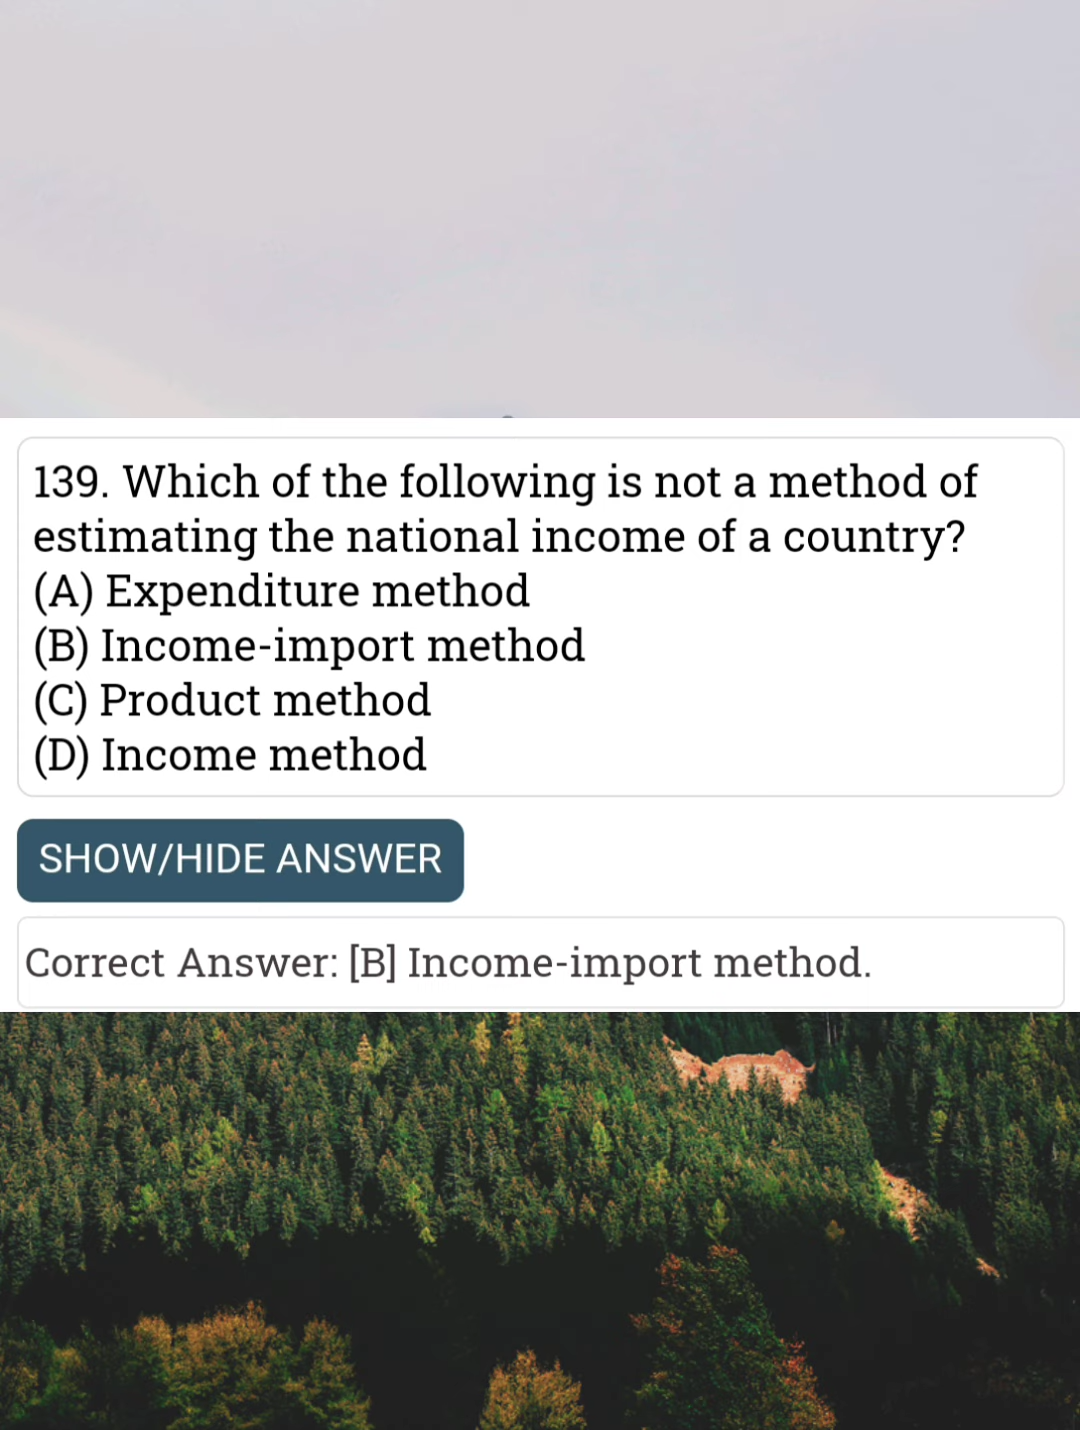 139. Which of the following is not a method of
estimating the national income of a country?
(A) Expenditure method
(B) Income-import method
(C) Product method
(D) Income method
SHOW/HIDE ANSWER
Correct Answer: [B] Income-import method.